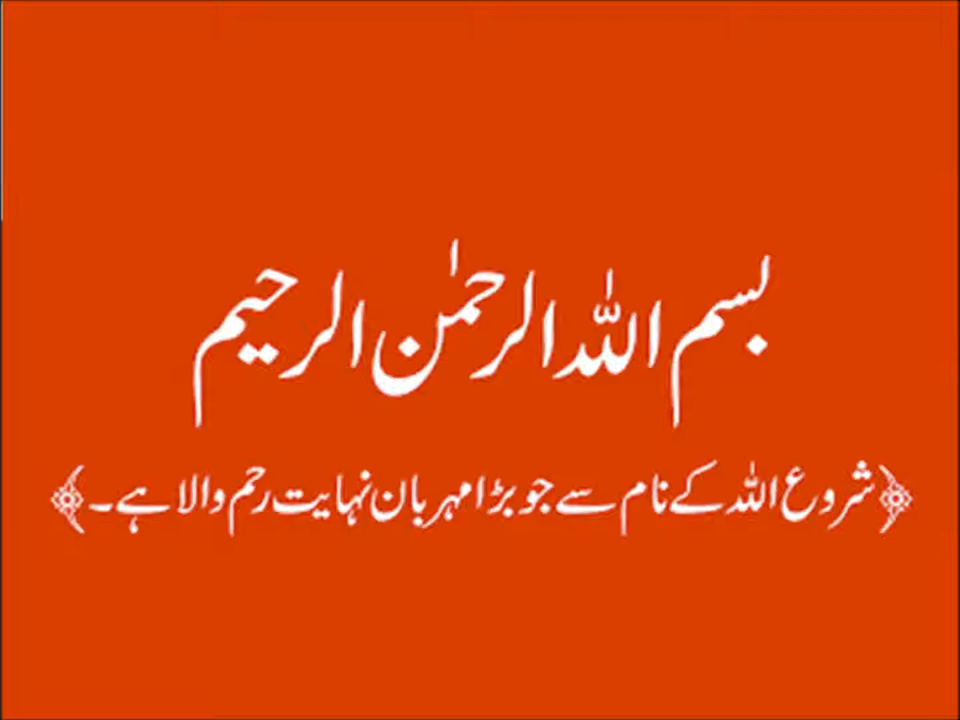 بسم اللہ الرحمٰن الرحیم
﴿شروع اللہ کے نام سے جو بڑا مہربان نہایت رحم والا ہے۔﴾